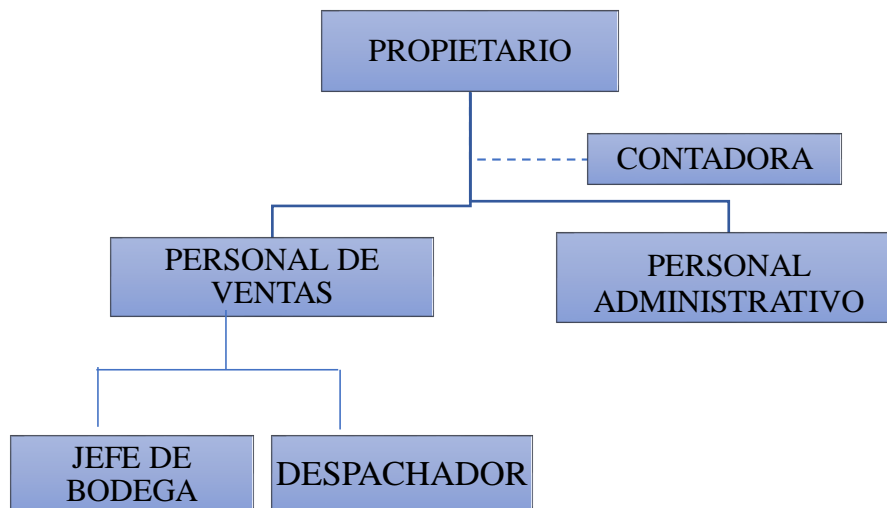 PROPIETARIO
CONTADORA
PERSONAL DE
VENTAS
PERSONAL
ADMINISTRATIVO
JEFE DE
BODEGA
DESPACHADOR